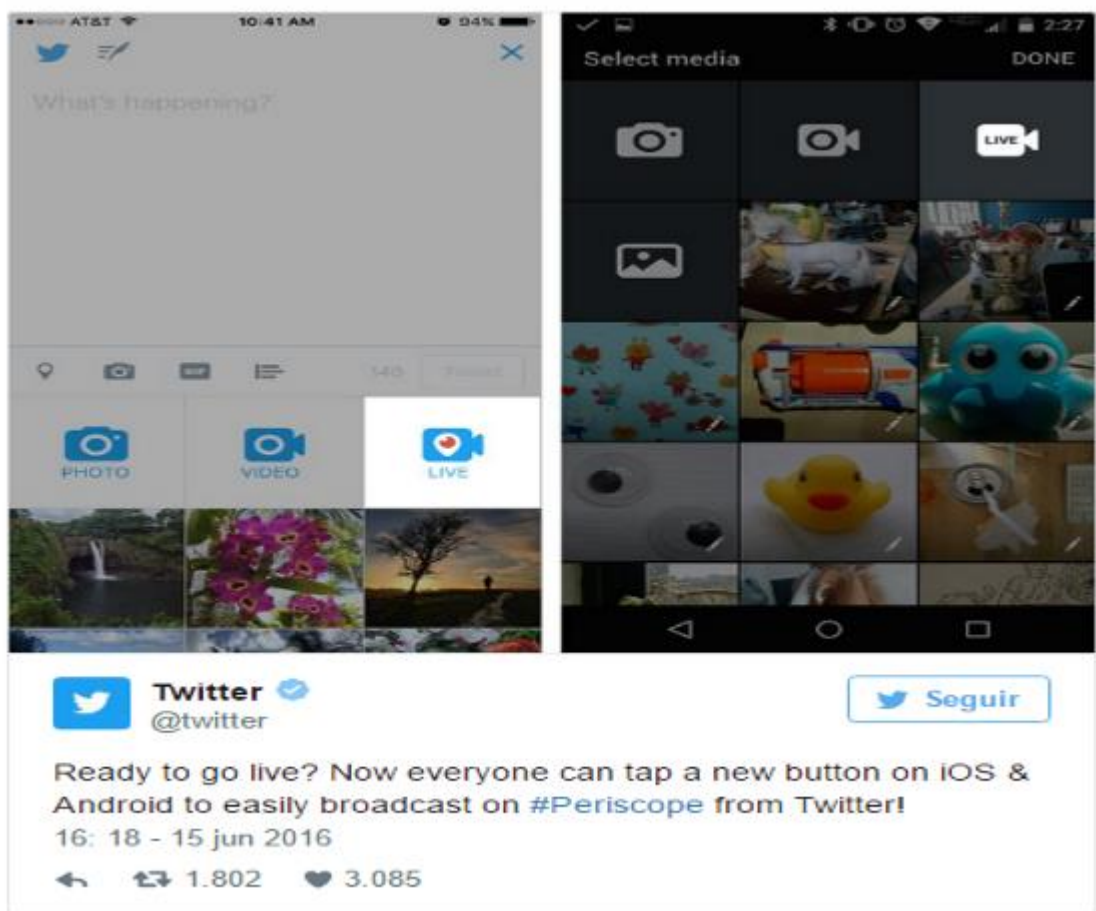 AT&T 10:41 AM 94%
What's happening?
GIF 140 Tweet
PHOTO VIDEO LIVE
2:27
Select media DONE
LIVE
Twitter
@twitter
Seguir
Ready to go live? Now everyone can tap a new button on iOS &
Android to easily broadcast on #Periscope from Twitter!
16: 18 - 15 jun 2016
1.802 3.085